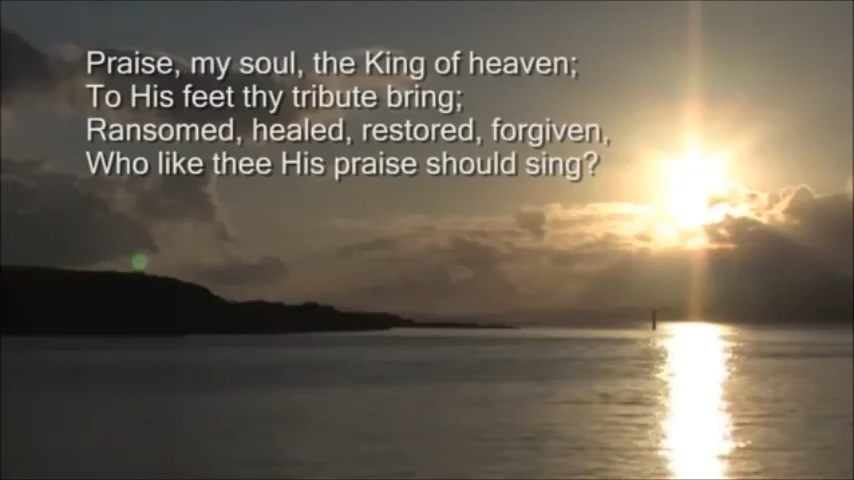 Praise, my soul, the King of heaven;
To His feet thy tribute bring;
Ransomed, healed, restored, forgiven,
Who like thee His praise should sing?